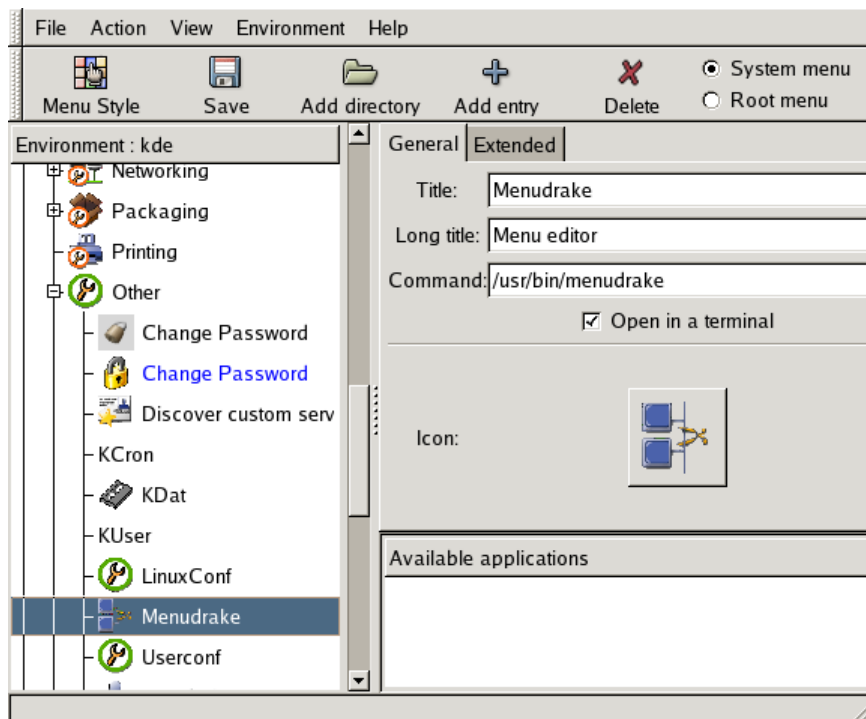 File Action View Environment Help
Menu Style Save Add directory Add entry Delete
System menu
Root menu
Environment : kde
Networking
Packaging
Printing
Other
Change Password
Change Password
Discover custom serv
KCron
KDat
KUser
LinuxConf
Menudrake
Userconf
General Extended
Title: Menudrake
Long title: Menu editor
Command: /usr/bin/menudrake
Open in a terminal
Icon:
Available applications